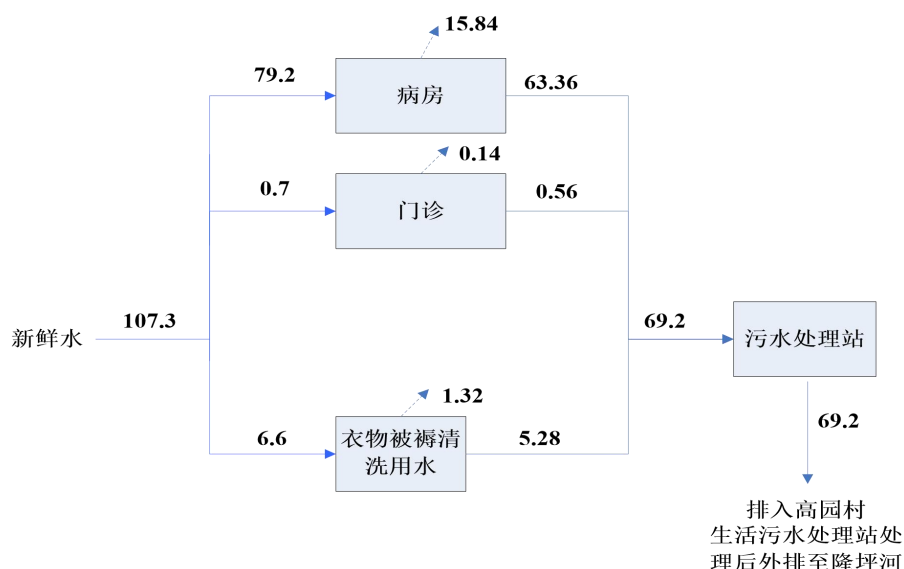 15.84
79.2
病房
63.36
0.14
0.7
门诊
0.56
新鲜水
107.3
69.2
污水处理站
1.32
6.6
衣物被褥清
洗用水
5.28
69.2
排入高园村
生活污水处理站处
理后外排至隆坪河